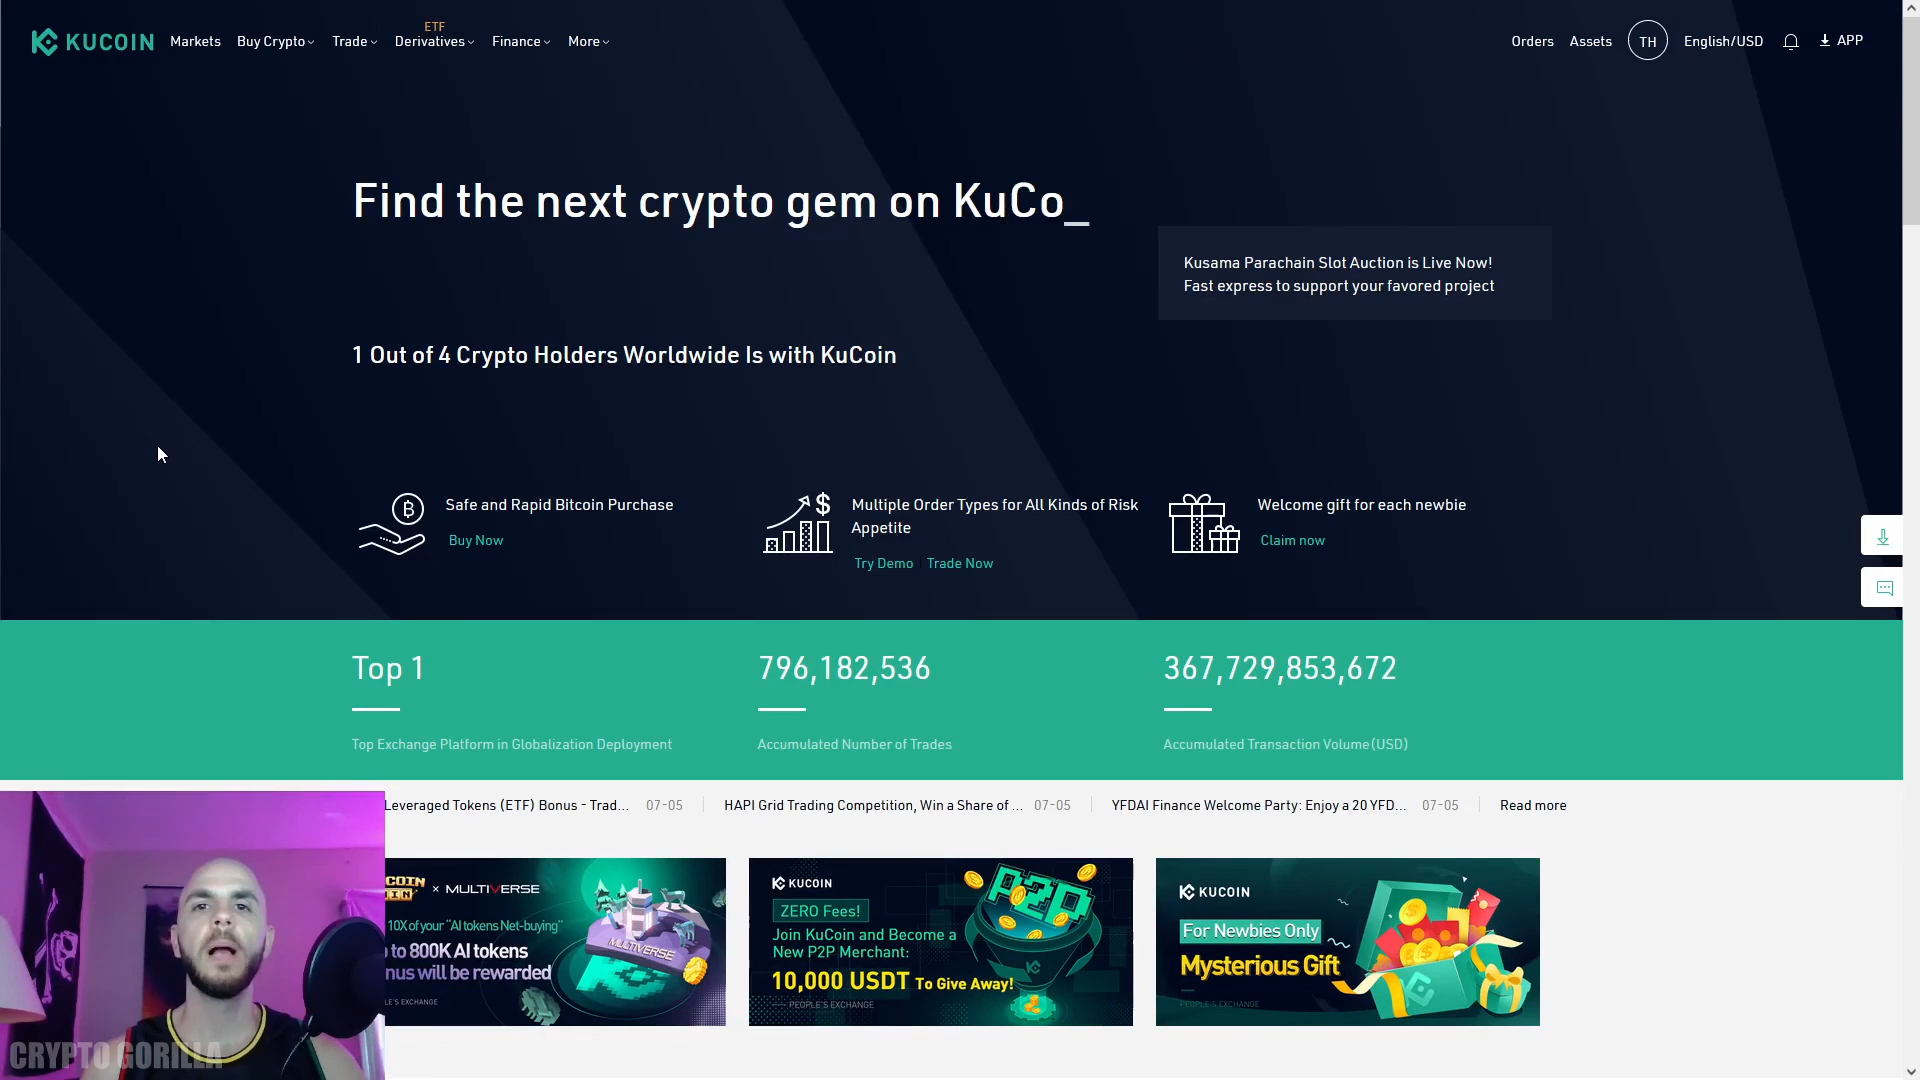 KUCOIN
Markets
Buy Crypto
Trade
ETF
Derivatives
Finance
More
Orders
Assets
TH
English/USD
APP
Find the next crypto gem on KuCo_
Kusama Parachain Slot Auction is Live Now!
Fast express to support your favored project
1 Out of 4 Crypto Holders Worldwide Is with KuCoin
Safe and Rapid Bitcoin Purchase
Buy Now
Multiple Order Types for All Kinds of Risk
Appetite
Try Demo
Trade Now
Welcome gift for each newbie
Claim now
Top 1
Top Exchange Platform in Globalization Deployment
796,182,536
Accumulated Number of Trades
367,729,853,672
Accumulated Transaction Volume(USD)
Leveraged Tokens (ETF) Bonus - Trad... 07-05
HAPI Grid Trading Competition, Win a Share of ... 07-05
YFDAI Finance Welcome Party: Enjoy a 20 YFD... 07-05
Read more
COIN × MULTIVERSE
10X of your "AI tokens Net-buying"
to 800K AI tokens
nus will be rewarded
LE'S EXCHANGE
MULTIVERSE
KUCOIN
ZERO Fees!
Join KuCoin and Become a
New P2P Merchant:
10,000 USDT To Give Away!
PEOPLE'S EXCHANGE
P2P
KUCOIN
For Newbies Only
Mysterious Gift
PEOPLE'S EXCHANGE
CRYPTO GORILLA